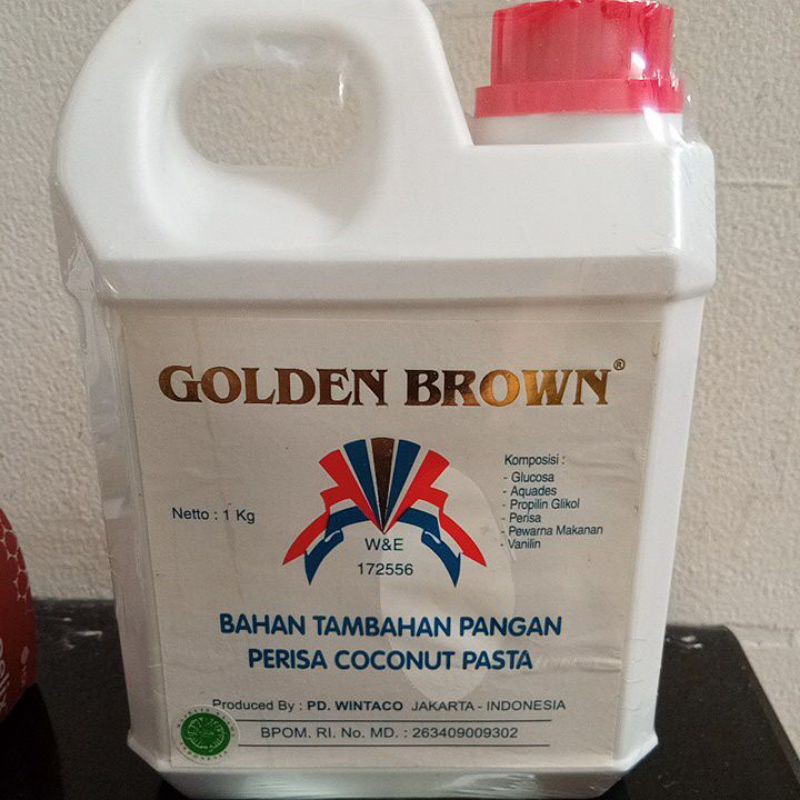 GOLDEN BROWN®
Netto : 1 Kg
W&E
172556
Komposisi :
- Glucosa
- Aquades
- Propilin Glikol
- Perisa
- Pewarna Makanan
- Vanilin
BAHAN TAMBAHAN PANGAN
PERISA COCONUT PASTA
Produced By : PD. WINTACO JAKARTA - INDONESIA
BPOM. RI. No. MD. : 263409009302